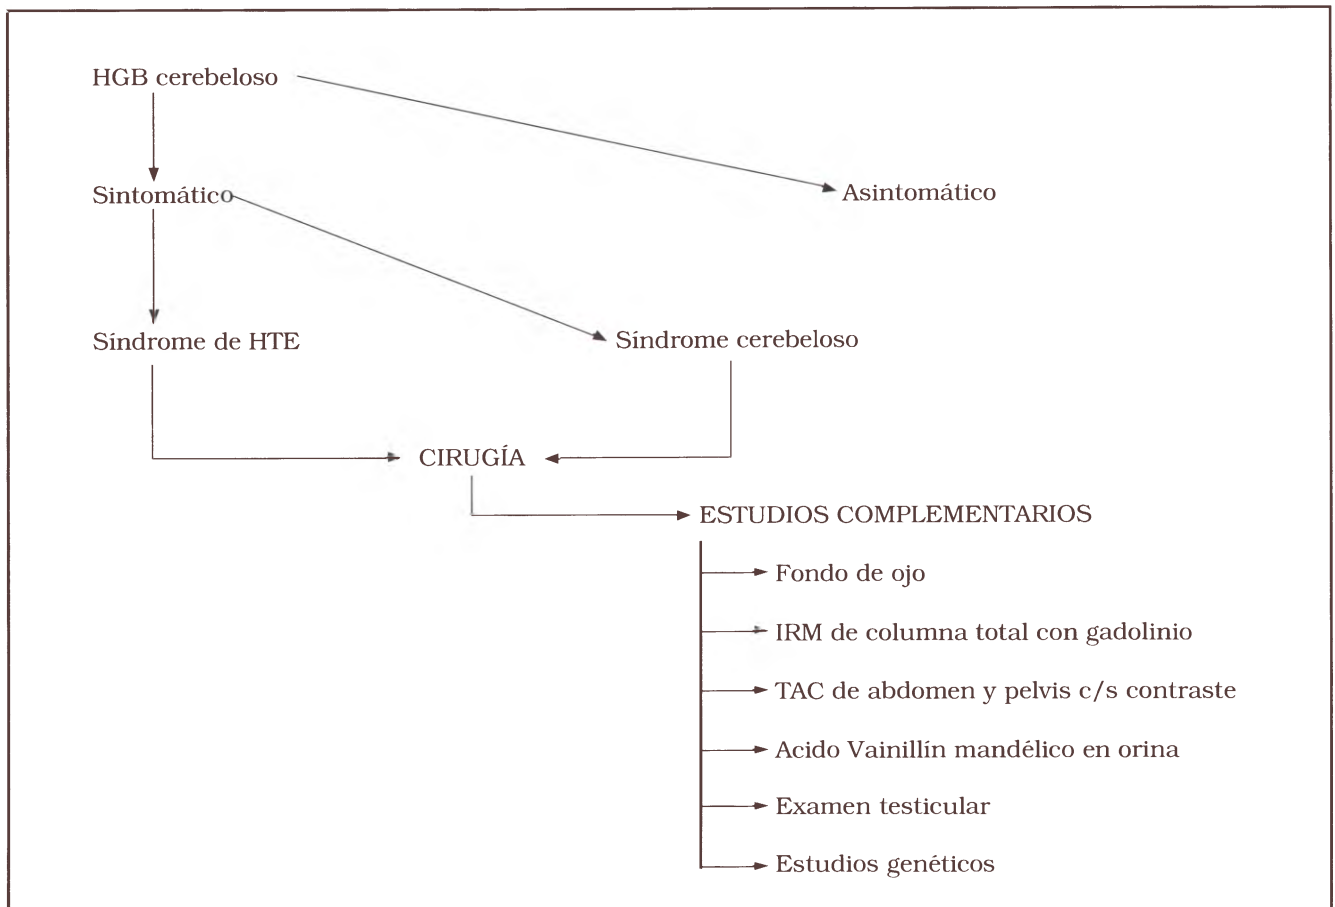 HGB cerebeloso
Sintomático
Asintomático
Síndrome de HTE
Síndrome cerebeloso
CIRUGÍA
ESTUDIOS COMPLEMENTARIOS
Fondo de ojo
IRM de columna total con gadolinio
TAC de abdomen y pelvis c/s contraste
Acido Vainillín mandélico en orina
Examen testicular
Estudios genéticos